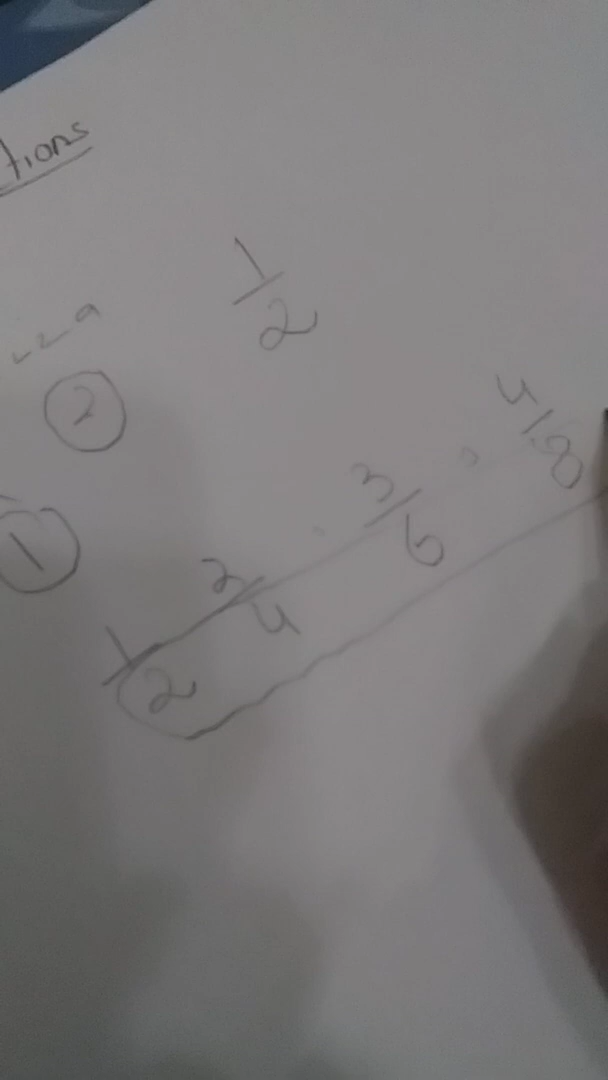 tions
1/2
2
1
1/2 2/4 , 3/6 , 4/8